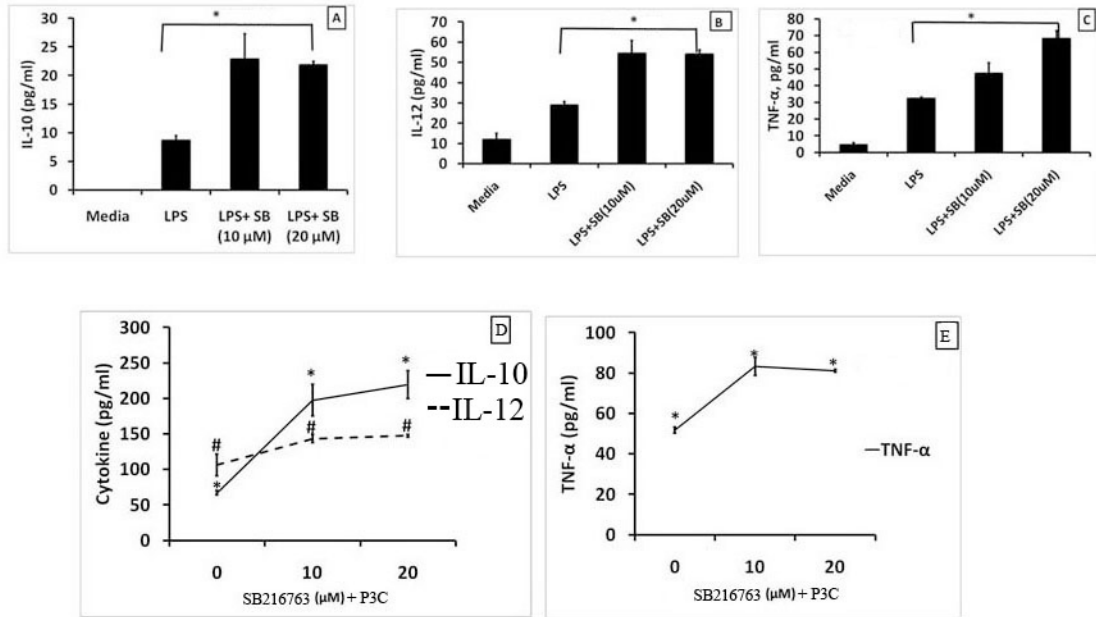 A
*
IL-10 (pg/ml)
30
25
20
15
10
5
0
Media
LPS
LPS+ SB
(10 µM)
LPS+ SB
(20 µM)
B
*
IL-12 (pg/ml)
70
60
50
40
30
20
10
0
Media
LPS
LPS+SB(10uM)
LPS+SB(20uM)
C
*
TNF-α, pg/ml
80
70
60
50
40
30
20
10
0
Media
LPS
LPS+SB(10uM)
LPS+SB(20uM)
D
Cytokine (pg/ml)
300
250
200
150
100
50
0
* * *
# # #
IL-10
IL-12
0 10 20
SB216763 (µM) + P3C
E
TNF-α (pg/ml)
100
80
60
40
20
0
* * *
TNF-α
0 10 20
SB216763 (µM) + P3C